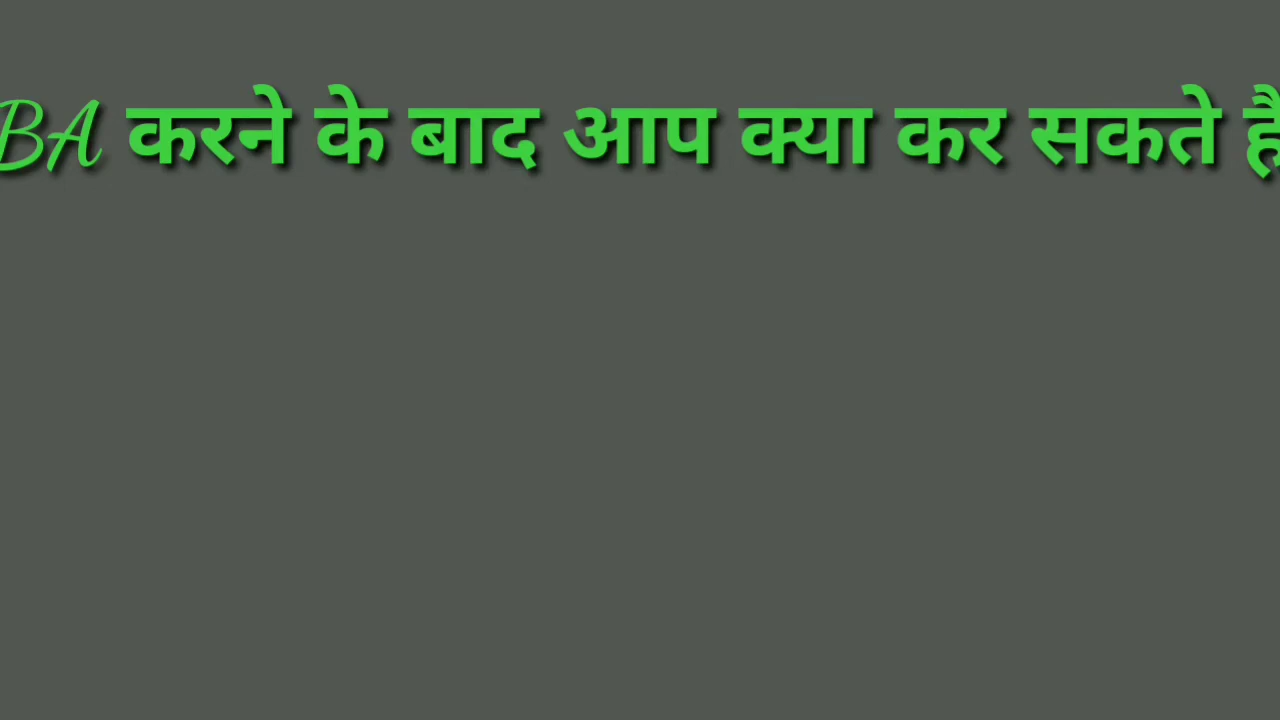 BA करने के बाद आप क्या कर सकते है